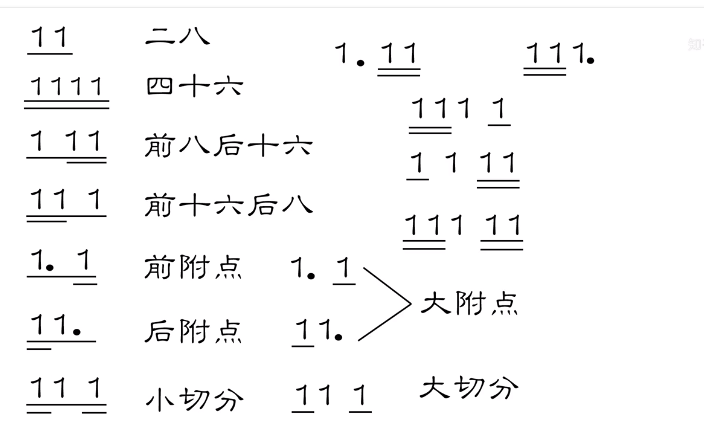 11 二八 1. 11 111.
1111 四十六 111 1
1 11 前八后十六 1 1 11
11 1 前十六后八 111 11
1. 1 前附点 1. 1
大附点
11. 后附点 11.
11 1 小切分 11 1 大切分